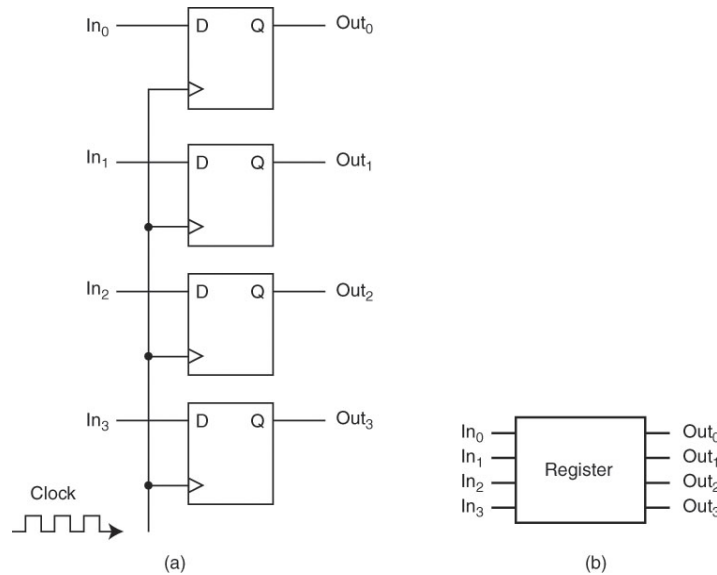 In₀ D Q Out₀
In₁ D Q Out₁
In₂ D Q Out₂
In₃ D Q Out₃
Clock
(a)
In₀ Out₀
In₁ Out₁
Register
In₂ Out₂
In₃ Out₃
(b)